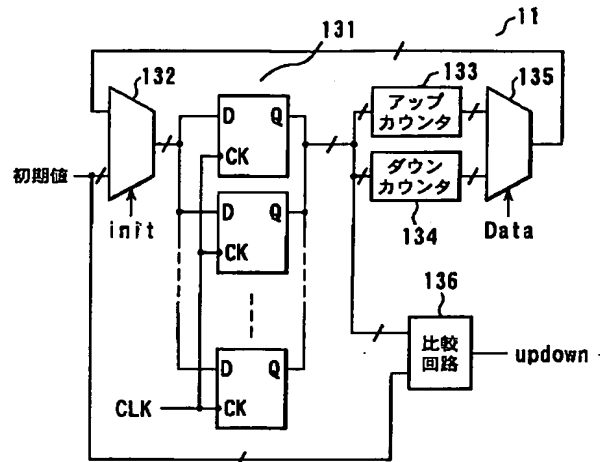 11
131
132
133
135
アップ
カウンタ
D Q
CK
初期値
init
ダウン
カウンタ
134
Data
D Q
CK
136
比較
回路
updown
D Q
CK
CLK